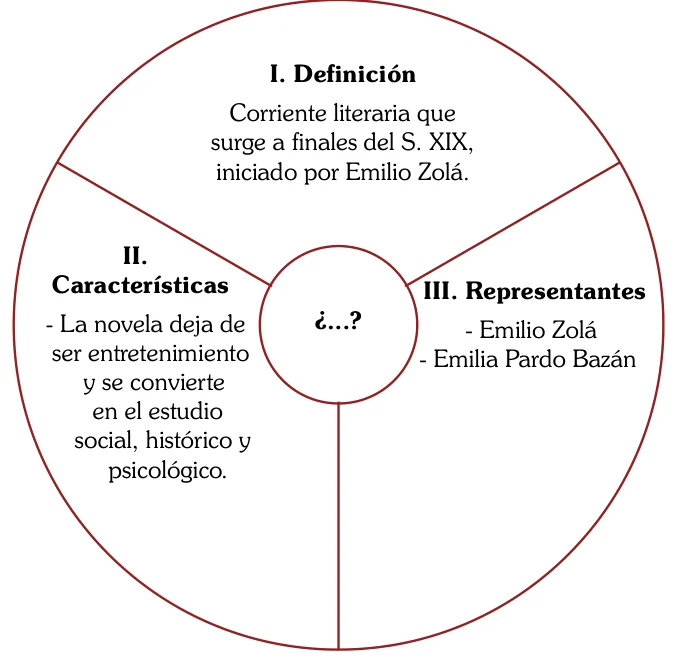 I. Definición
Corriente literaria que
surge a finales del S. XIX,
iniciado por Emilio Zolá.
II.
Características
- La novela deja de
ser entretenimiento
y se convierte
en el estudio
social, histórico y
psicológico.
¿...?
III. Representantes
- Emilio Zolá
- Emilia Pardo Bazán